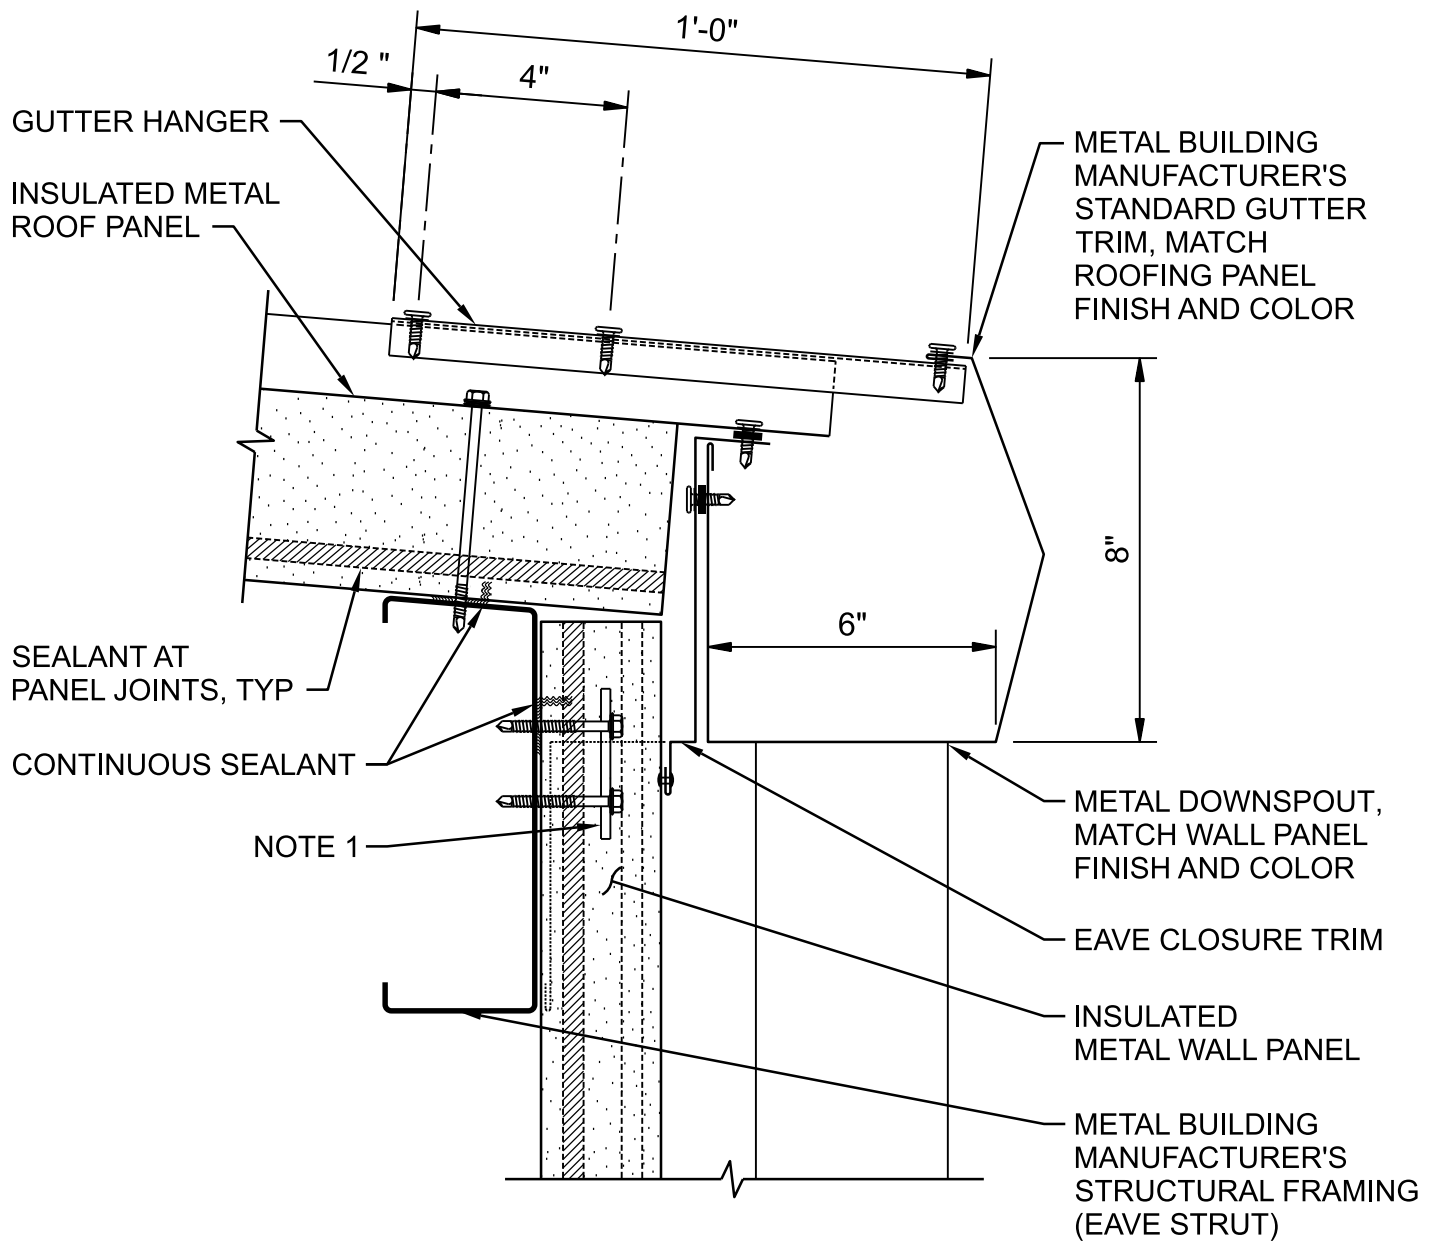 1'-0"
1/2 "
4"
GUTTER HANGER
INSULATED METAL
ROOF PANEL
METAL BUILDING
MANUFACTURER'S
STANDARD GUTTER
TRIM, MATCH
ROOFING PANEL
FINISH AND COLOR
8"
6"
SEALANT AT
PANEL JOINTS, TYP
CONTINUOUS SEALANT
NOTE 1
METAL DOWNSPOUT,
MATCH WALL PANEL
FINISH AND COLOR
EAVE CLOSURE TRIM
INSULATED
METAL WALL PANEL
METAL BUILDING
MANUFACTURER'S
STRUCTURAL FRAMING
(EAVE STRUT)